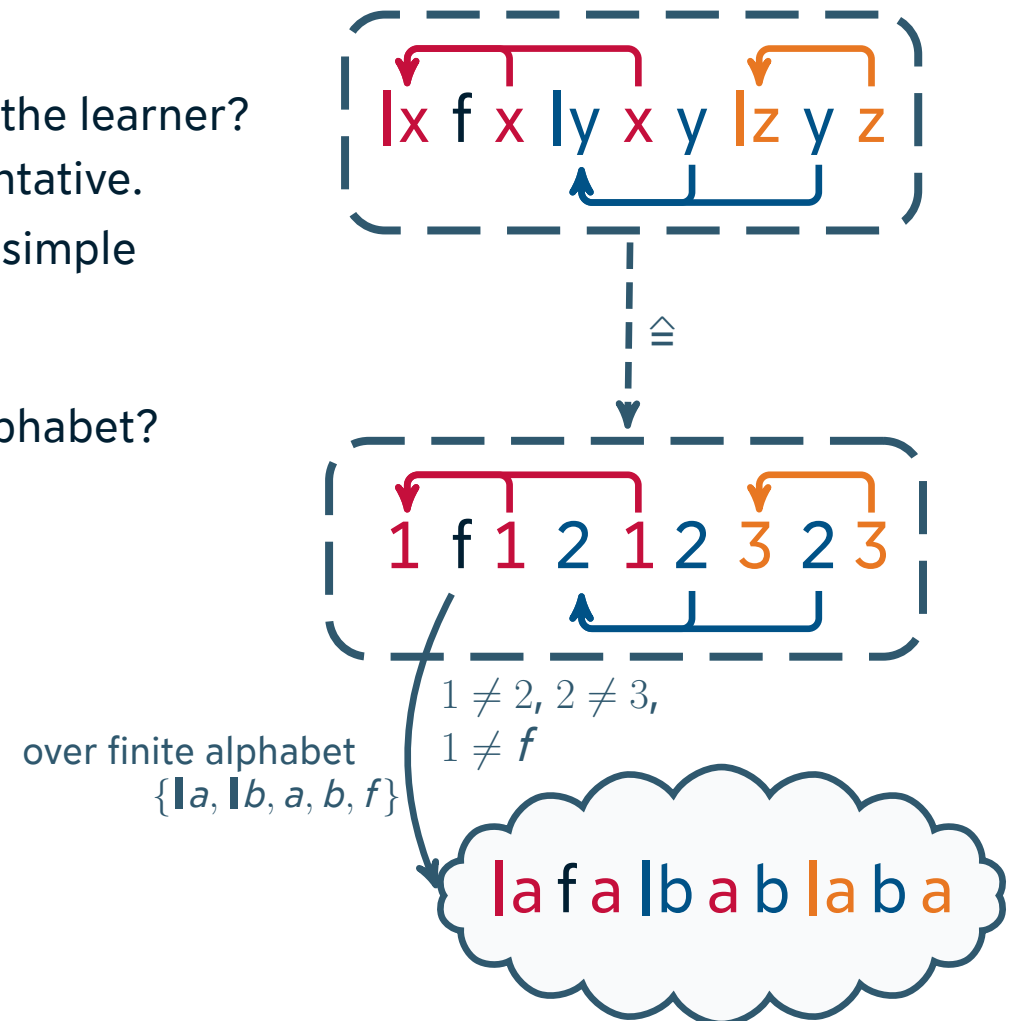 the learner?
ntative.
simple
phabet?
|x f x |y x y |z y z
≙
1 f 1 2 1 2 3 2 3
1 ≠ 2, 2 ≠ 3,
1 ≠ f
over finite alphabet
{|a, |b, a, b, f}
|a f a |b a b |a b a